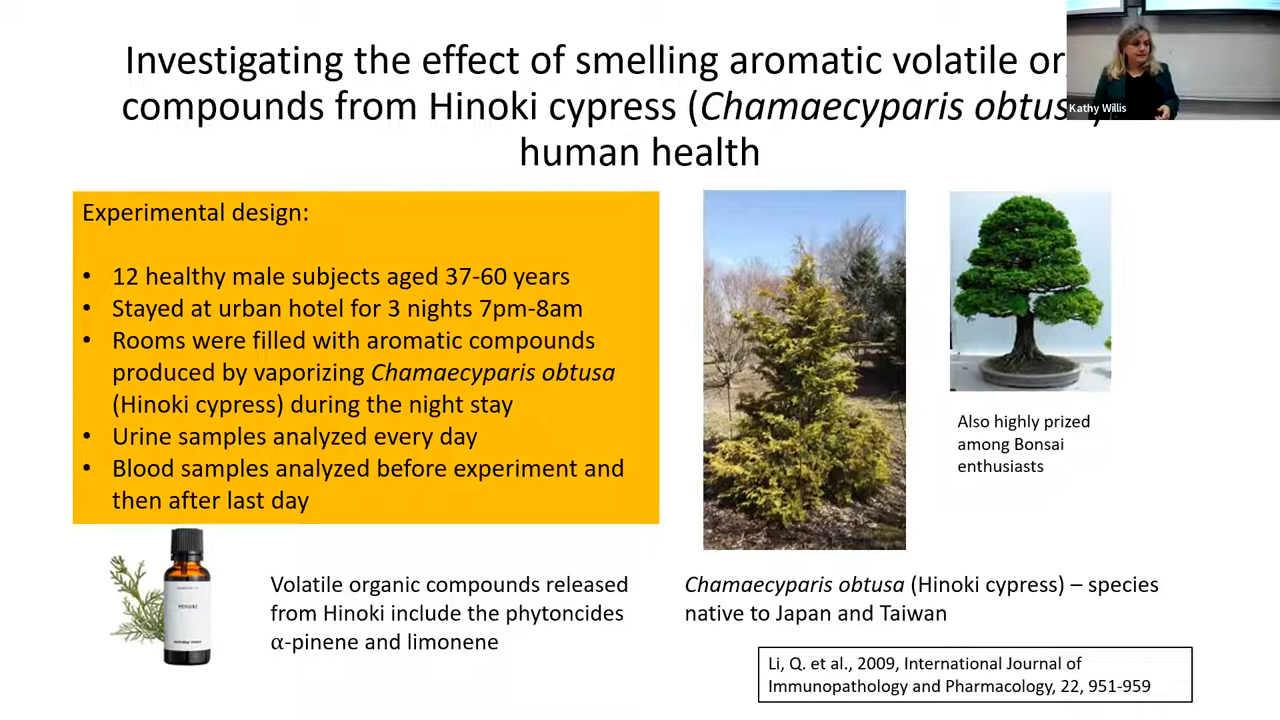 Investigating the effect of smelling aromatic volatile
compounds from Hinoki cypress (Chamaecyparis
human health
Kathy Willis
Experimental design:
• 12 healthy male subjects aged 37-60 years
• Stayed at urban hotel for 3 nights 7pm-8am
• Rooms were filled with aromatic compounds
produced by vaporizing Chamaecyparis obtusa
(Hinoki cypress) during the night stay
• Urine samples analyzed every day
• Blood samples analyzed before experiment and
then after last day
Also highly prized
among Bonsai
enthusiasts
Hinoki
Volatile organic compounds released
from Hinoki include the phytoncides
α-pinene and limonene
Chamaecyparis obtusa (Hinoki cypress) – species
native to Japan and Taiwan
Li, Q. et al., 2009, International Journal of
Immunopathology and Pharmacology, 22, 951-959